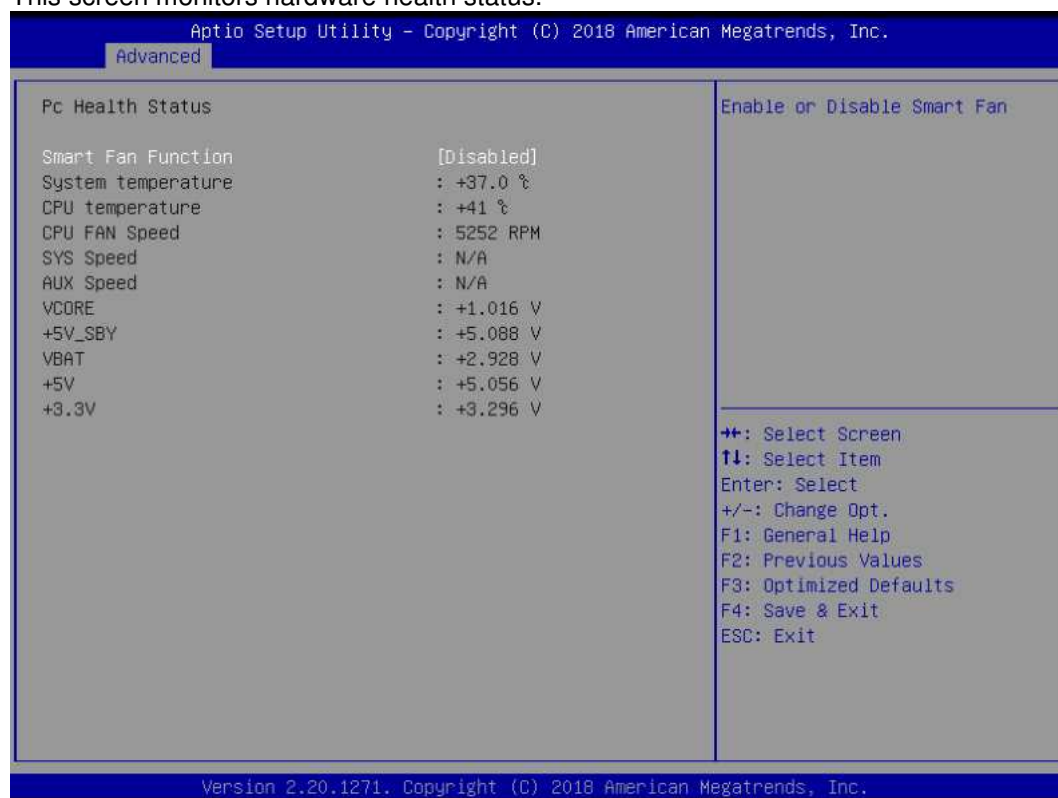 This screen monitors hardware health status.
Aptio Setup Utility – Copyright (C) 2018 American Megatrends, Inc.
Advanced
Pc Health Status
Smart Fan Function [Disabled]
System temperature : +37.0 ℃
CPU temperature : +41 ℃
CPU FAN Speed : 5252 RPM
SYS Speed : N/A
AUX Speed : N/A
VCORE : +1.016 V
+5V_SBY : +5.088 V
VBAT : +2.928 V
+5V : +5.056 V
+3.3V : +3.296 V
Enable or Disable Smart Fan
→←: Select Screen
↑↓: Select Item
Enter: Select
+/-: Change Opt.
F1: General Help
F2: Previous Values
F3: Optimized Defaults
F4: Save & Exit
ESC: Exit
Version 2.20.1271. Copyright (C) 2018 American Megatrends, Inc.